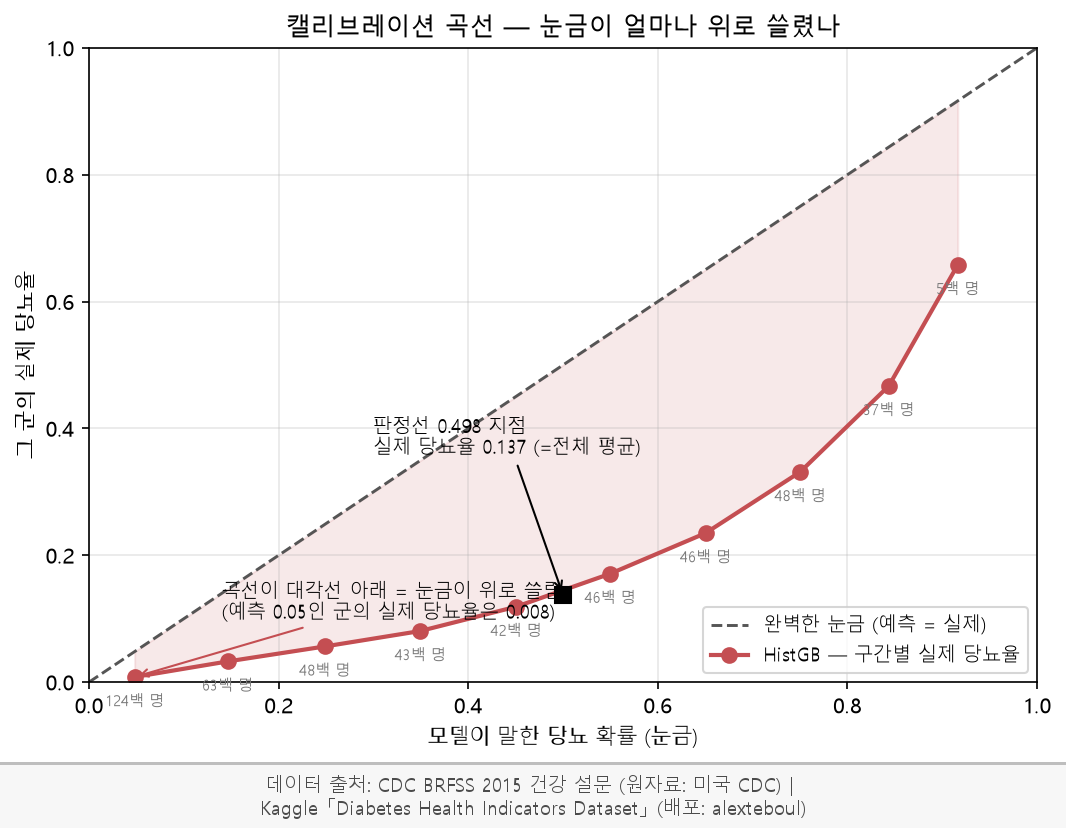 캘리브레이션 곡선 — 눈금이 얼마나 위로 쏠렸나
그 군의 실제 당뇨율
1.0
0.8
0.6
0.4
0.2
0.0
판정선 0.498 지점
실제 당뇨율 0.137 (=전체 평균)
곡선이 대각선 아래 = 눈금이 위로 쏠림
(예측 0.05인 군의 실제 당뇨율은 0.008)
124백 명
63백 명
48백 명
43백 명
42백 명
46백 명
46백 명
48백 명
37백 명
5백 명
완벽한 눈금 (예측 = 실제)
HistGB — 구간별 실제 당뇨율
0.0 0.2 0.4 0.6 0.8 1.0
모델이 말한 당뇨 확률 (눈금)
데이터 출처: CDC BRFSS 2015 건강 설문 (원자료: 미국 CDC) |
Kaggle「Diabetes Health Indicators Dataset」(배포: alexteboul)